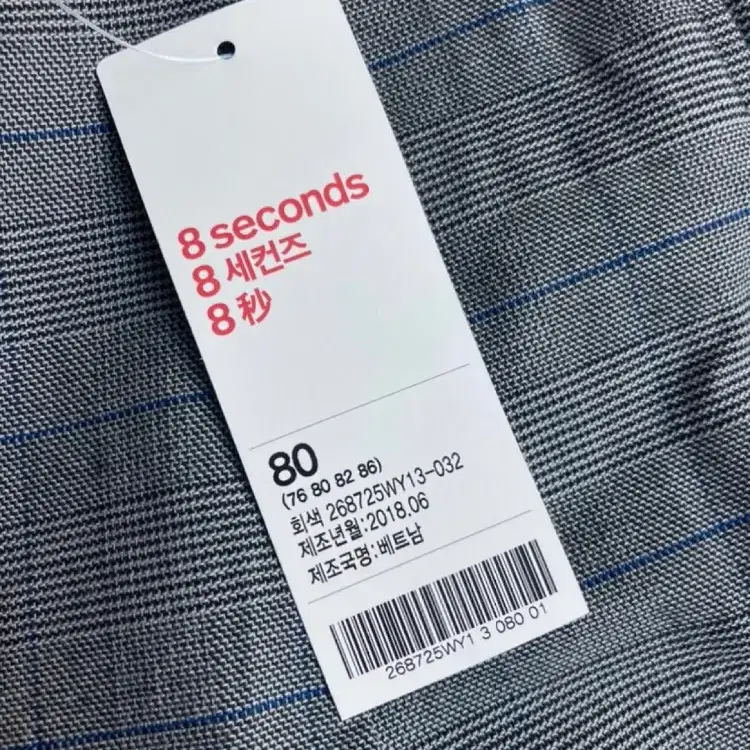 8 seconds
8 세컨즈
8 秒
80
(76 80 82 86)
회색 268725WY13-032
제조년월:2018.06
제조국명:베트남
268725WY1 3 080 01